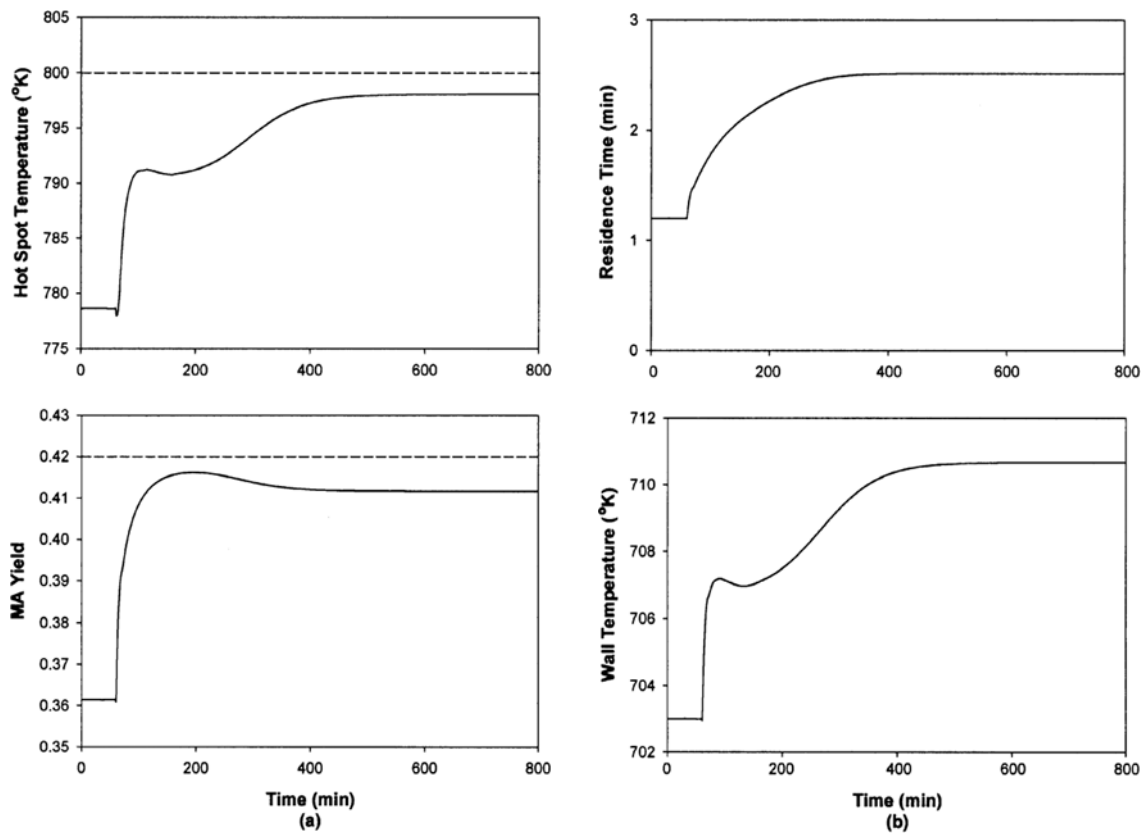 Hot Spot Temperature (°K)
805
800
795
790
785
780
775
0 200 400 600 800
Residence Time (min)
3
2
1
0
0 200 400 600 800
MA Yield
0.43
0.42
0.41
0.40
0.39
0.38
0.37
0.36
0.35
0 200 400 600 800
Time (min)
(a)
Wall Temperature (°K)
712
710
708
706
704
702
0 200 400 600 800
Time (min)
(b)